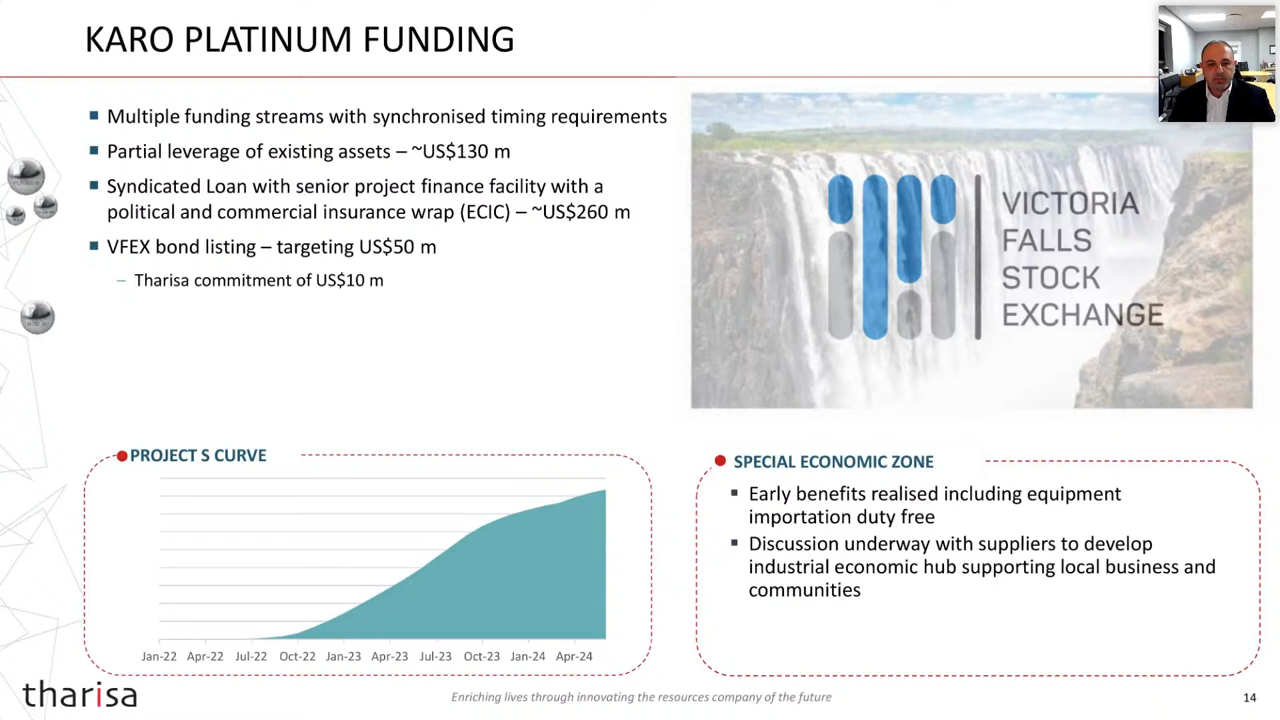 KARO PLATINUM FUNDING
Multiple funding streams with synchronised timing requirements
Partial leverage of existing assets – ~US$130 m
Syndicated Loan with senior project finance facility with a
political and commercial insurance wrap (ECIC) – ~US$260 m
VFEX bond listing – targeting US$50 m
– Tharisa commitment of US$10 m
VICTORIA
FALLS
STOCK
EXCHANGE
PROJECT S CURVE
Jan-22 Apr-22 Jul-22 Oct-22 Jan-23 Apr-23 Jul-23 Oct-23 Jan-24 Apr-24
SPECIAL ECONOMIC ZONE
Early benefits realised including equipment
importation duty free
Discussion underway with suppliers to develop
industrial economic hub supporting local business and
communities
tharisa
Enriching lives through innovating the resources company of the future
14